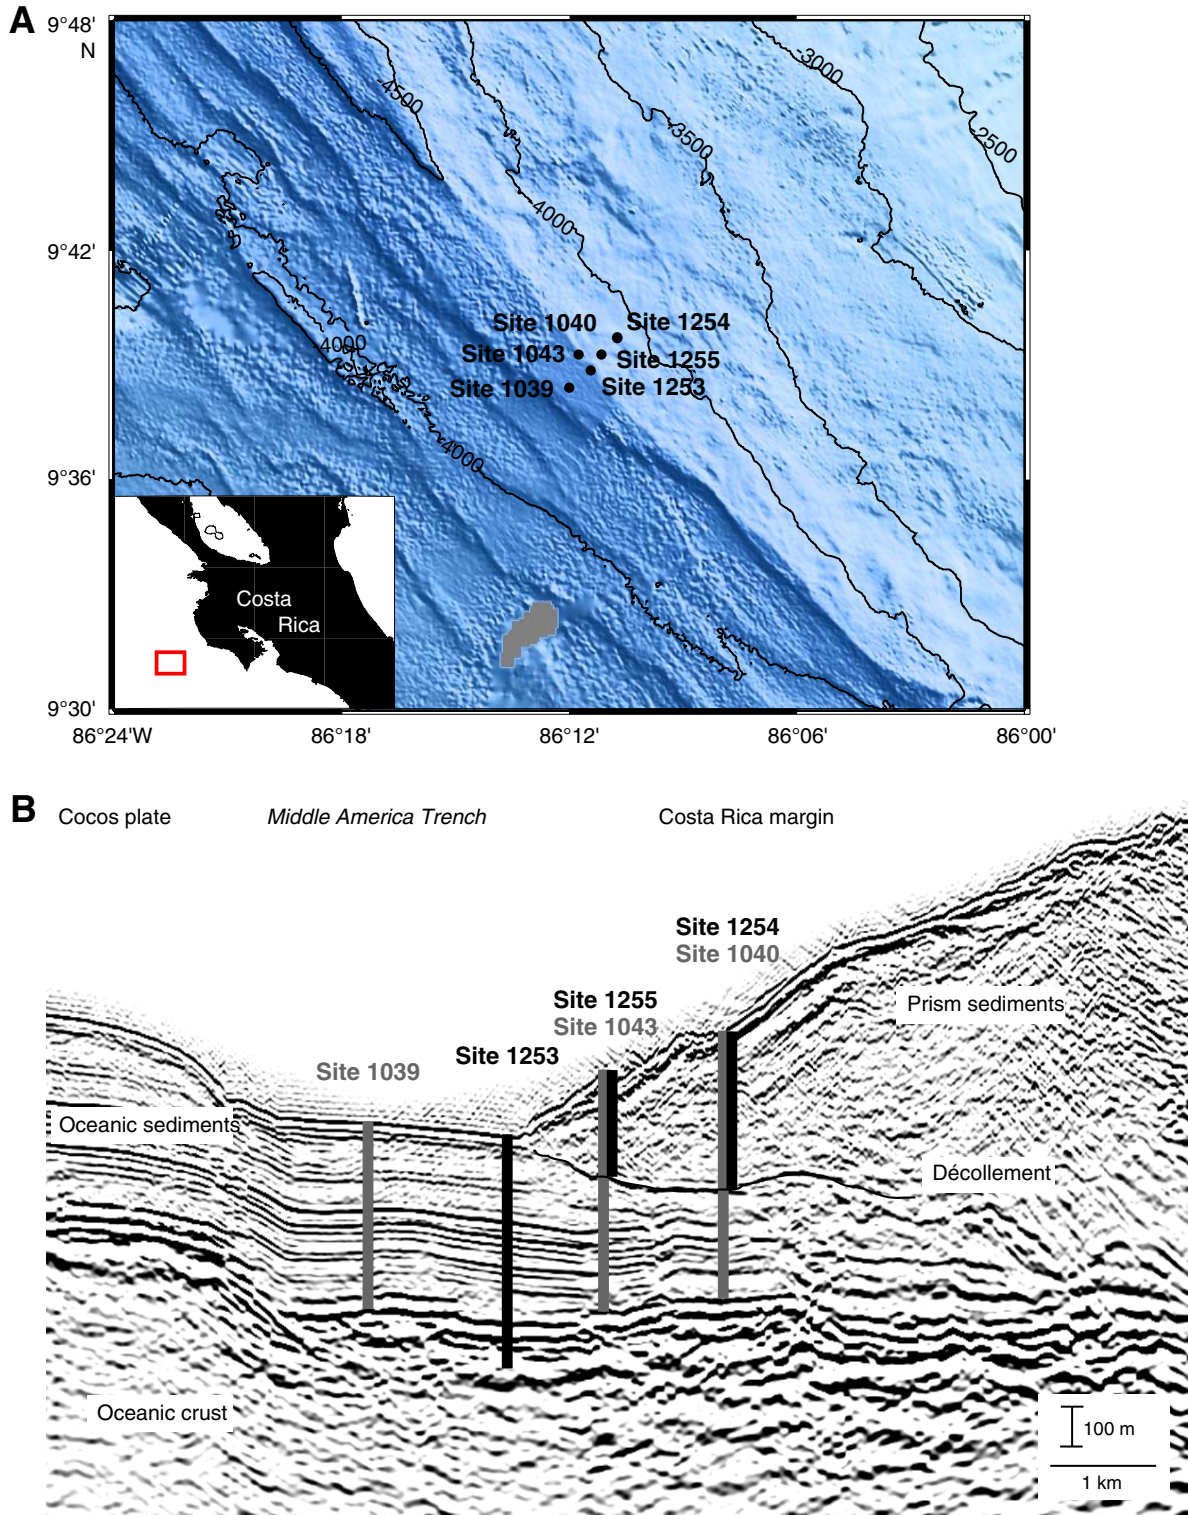 A
9°48'
N
9°42'
9°36'
9°30'
86°24'W
86°18'
86°12'
86°06'
86°00'
-4500
-3000
-2500
-3500
-4000
-4000
-4000
Site 1040
Site 1254
Site 1043
Site 1255
Site 1039
Site 1253
Costa
Rica
B
Cocos plate
Middle America Trench
Costa Rica margin
Site 1254
Site 1040
Site 1255
Site 1043
Site 1253
Site 1039
Prism sediments
Oceanic sediments
Décollement
Oceanic crust
100 m
1 km